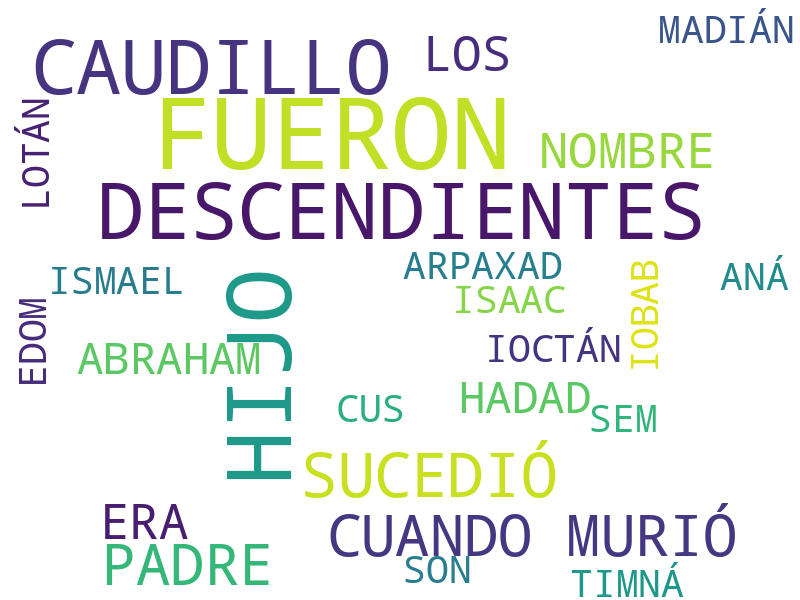 MADIÁN
CAUDILLO
LOS
FUERON
LOTÁN
NOMBRE
DESCENDIENTES
ARPAXAD
ISMAEL
ANÁ
ISAAC
IOBAB
HIJO
EDOM
IOCTÁN
ABRAHAM
HADAD
CUS
SEM
SUCEDIÓ
ERA
CUANDO MURIÓ
PADRE
SON
TIMNÁ